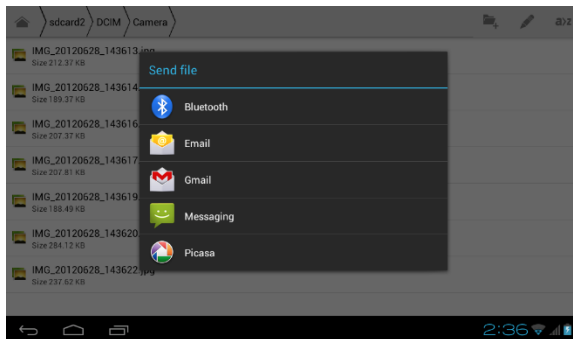 sdcard2 DCIM Camera a>z
IMG_20120628_143613.jpg
Size 212.37 KB
IMG_20120628_143614
Size 189.37 KB
IMG_20120628_143616
Size 207.37 KB
IMG_20120628_143617
Size 207.81 KB
IMG_20120628_143619
Size 188.49 KB
IMG_20120628_143620
Size 284.12 KB
IMG_20120628_143622.jpg
Size 237.62 KB
Send file
Bluetooth
Email
Gmail
Messaging
Picasa
2:36